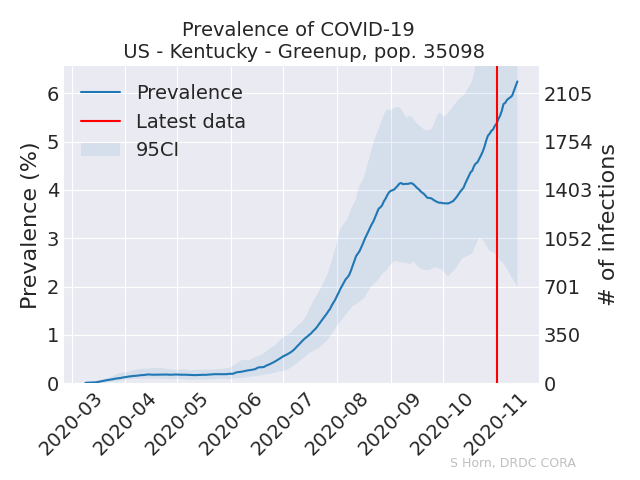 Prevalence of COVID-19
US - Kentucky - Greenup, pop. 35098
Prevalence
Latest data
95CI
Prevalence (%)
6
5
4
3
2
1
0
2105
1754
1403
1052
701
350
0
# of infections
2020-03
2020-04
2020-05
2020-06
2020-07
2020-08
2020-09
2020-10
2020-11
S Horn, DRDC CORA